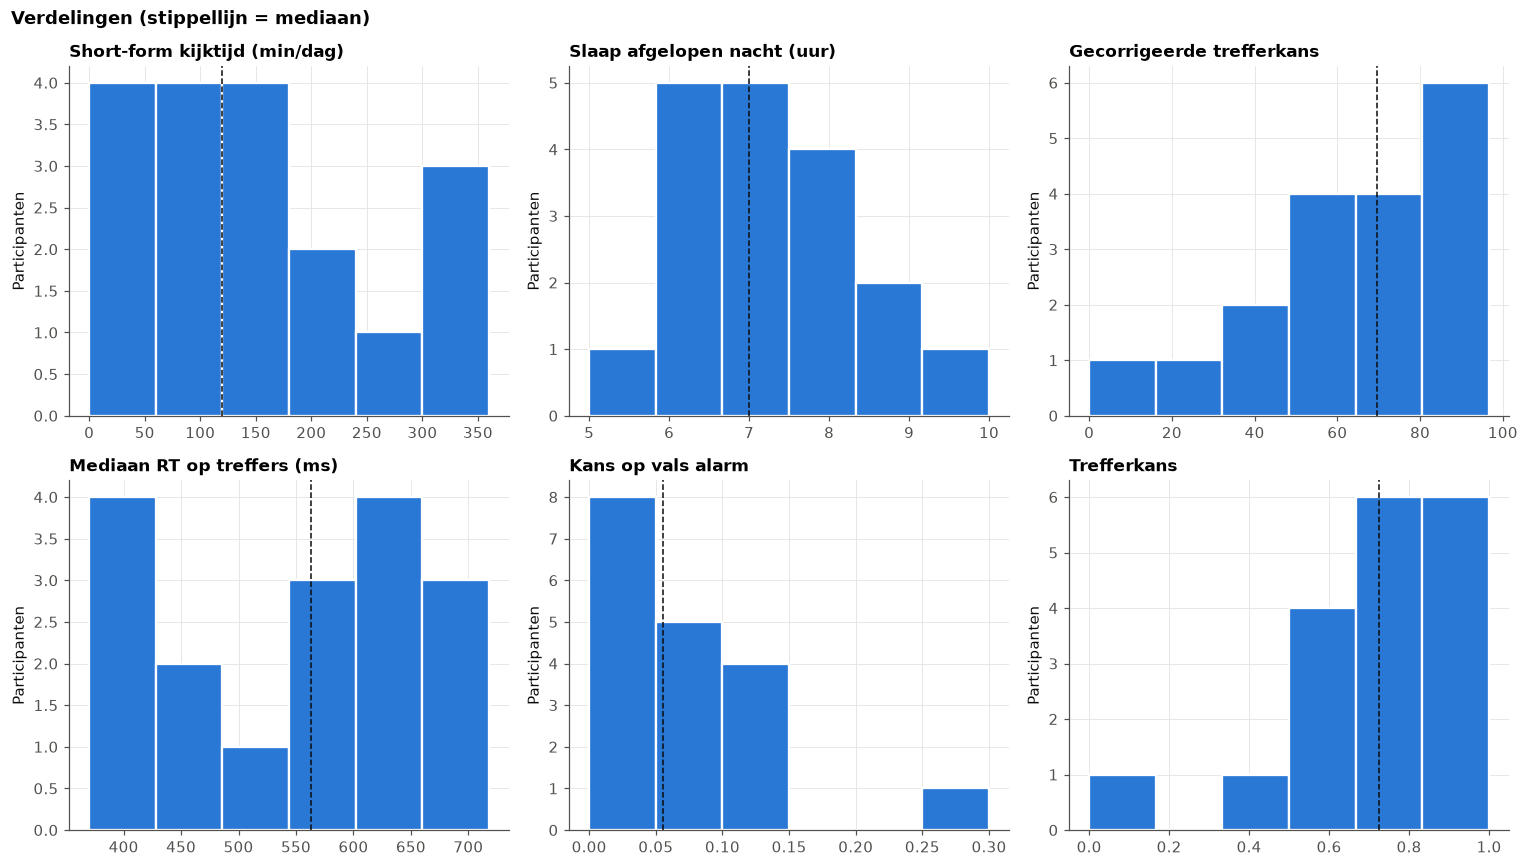 Verdelingen (stippellijn = mediaan)
Short-form kijktijd (min/dag)
Participanten
4.0
3.5
3.0
2.5
2.0
1.5
1.0
0.5
0.0
0 50 100 150 200 250 300 350
Slaap afgelopen nacht (uur)
Participanten
5
4
3
2
1
0
5 6 7 8 9 10
Gecorrigeerde trefferkans
Participanten
6
5
4
3
2
1
0
0 20 40 60 80 100
Mediaan RT op treffers (ms)
Participanten
4.0
3.5
3.0
2.5
2.0
1.5
1.0
0.5
0.0
400 450 500 550 600 650 700
Kans op vals alarm
Participanten
8
7
6
5
4
3
2
1
0
0.00 0.05 0.10 0.15 0.20 0.25 0.30
Trefferkans
Participanten
6
5
4
3
2
1
0
0.0 0.2 0.4 0.6 0.8 1.0